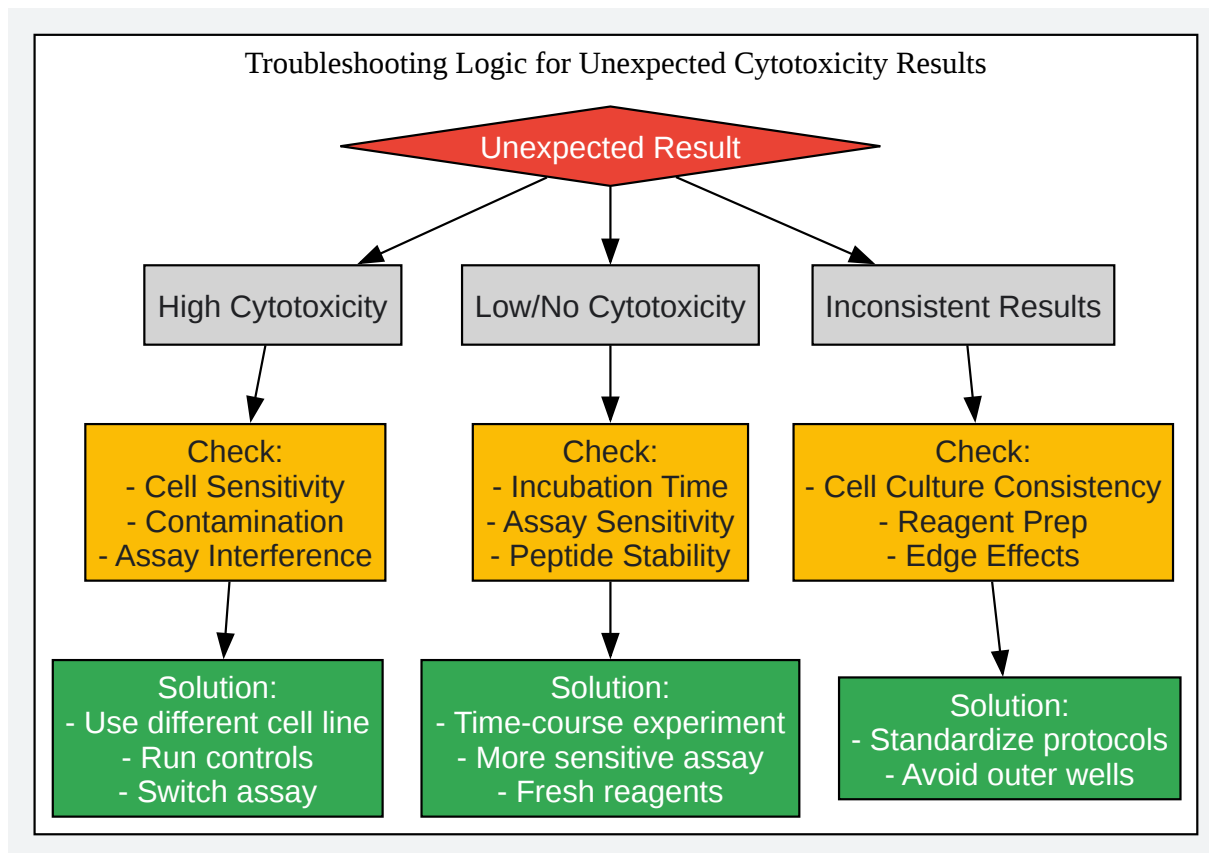 Troubleshooting Logic for Unexpected Cytotoxicity Results
Unexpected Result
High Cytotoxicity
Low/No Cytotoxicity
Inconsistent Results
Check:
- Cell Sensitivity
- Contamination
- Assay Interference
Check:
- Incubation Time
- Assay Sensitivity
- Peptide Stability
Check:
- Cell Culture Consistency
- Reagent Prep
- Edge Effects
Solution:
- Use different cell line
- Run controls
- Switch assay
Solution:
- Time-course experiment
- More sensitive assay
- Fresh reagents
Solution:
- Standardize protocols
- Avoid outer wells